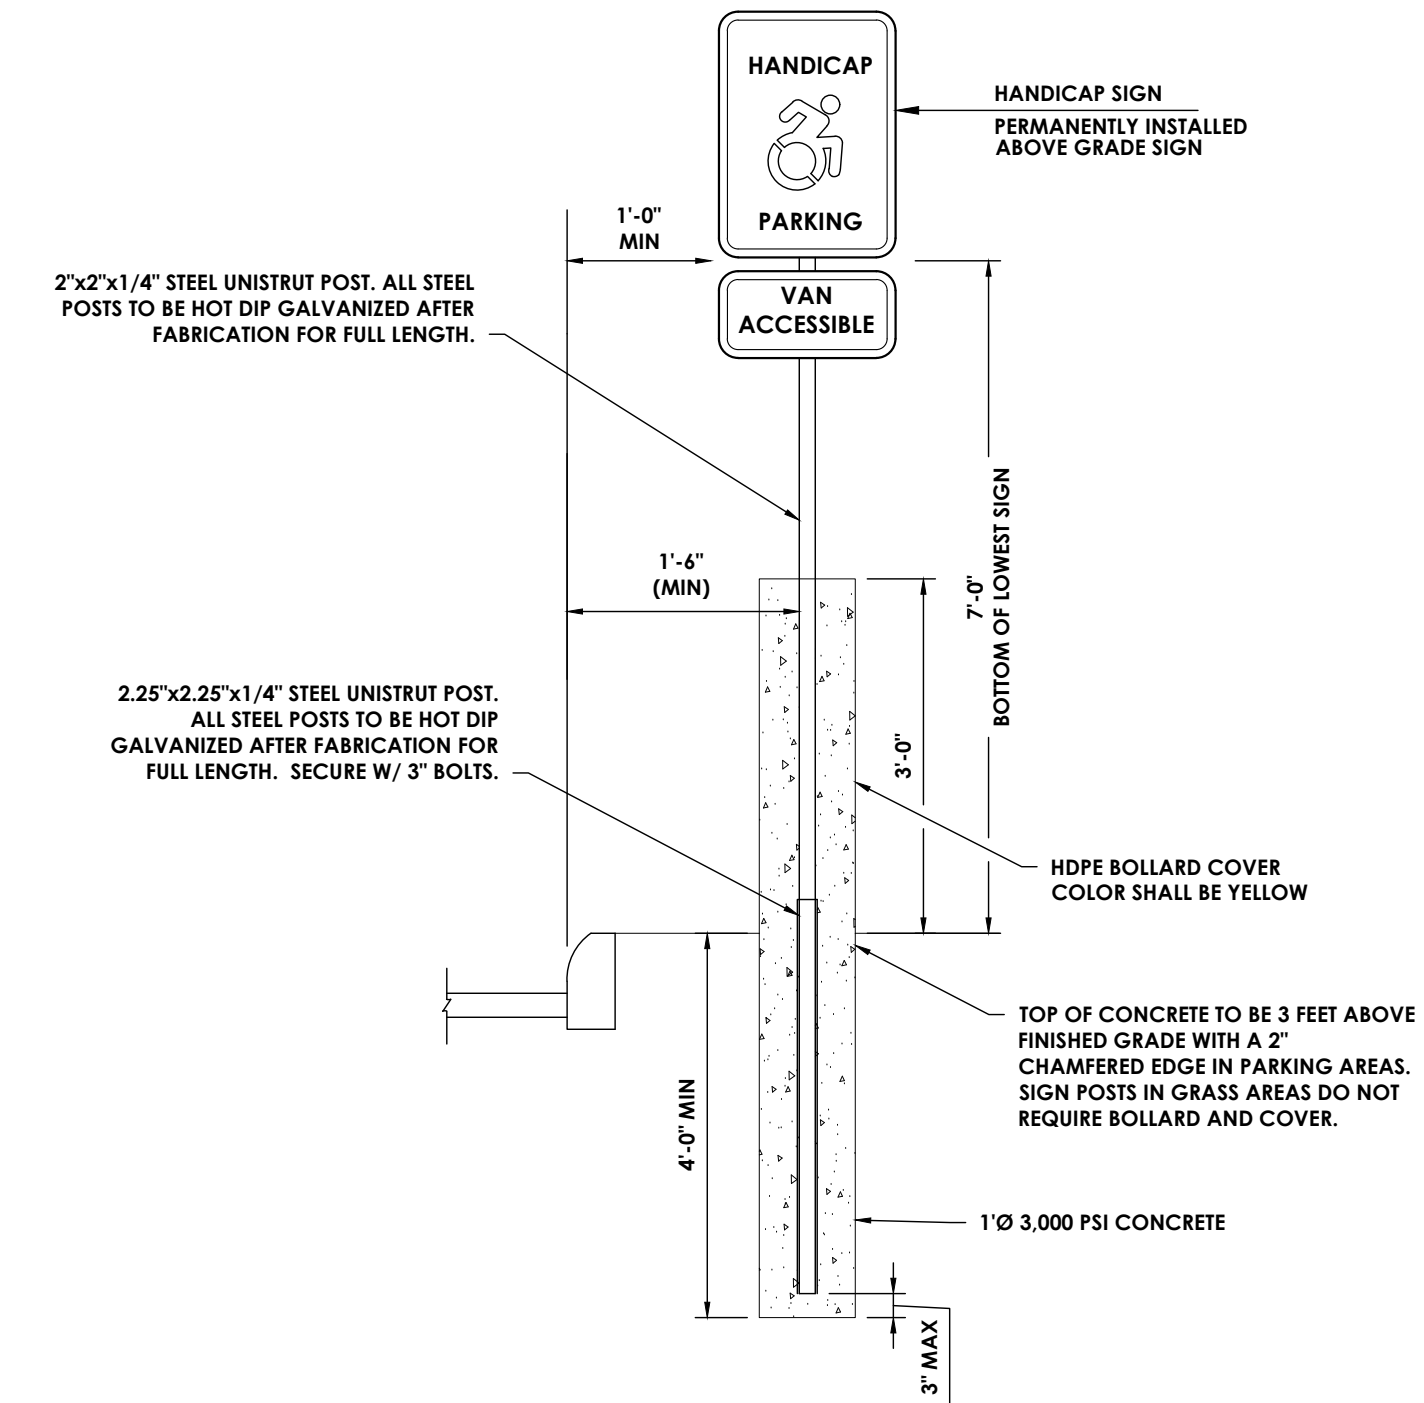 HANDICAP
PARKING
HANDICAP SIGN
PERMANENTLY INSTALLED
ABOVE GRADE SIGN
1'-0"
MIN
2"x2"x1/4" STEEL UNISTRUT POST. ALL STEEL
POSTS TO BE HOT DIP GALVANIZED AFTER
FABRICATION FOR FULL LENGTH.
VAN
ACCESSIBLE
7'-0"
BOTTOM OF LOWEST SIGN
1'-6"
(MIN)
2.25"x2.25"x1/4" STEEL UNISTRUT POST.
ALL STEEL POSTS TO BE HOT DIP
GALVANIZED AFTER FABRICATION FOR
FULL LENGTH.  SECURE W/ 3" BOLTS.
3'-0"
HDPE BOLLARD COVER
COLOR SHALL BE YELLOW
TOP OF CONCRETE TO BE 3 FEET ABOVE
FINISHED GRADE WITH A 2"
CHAMFERED EDGE IN PARKING AREAS.
SIGN POSTS IN GRASS AREAS DO NOT
REQUIRE BOLLARD AND COVER.
4'-0" MIN
1'Ø 3,000 PSI CONCRETE
3" MAX